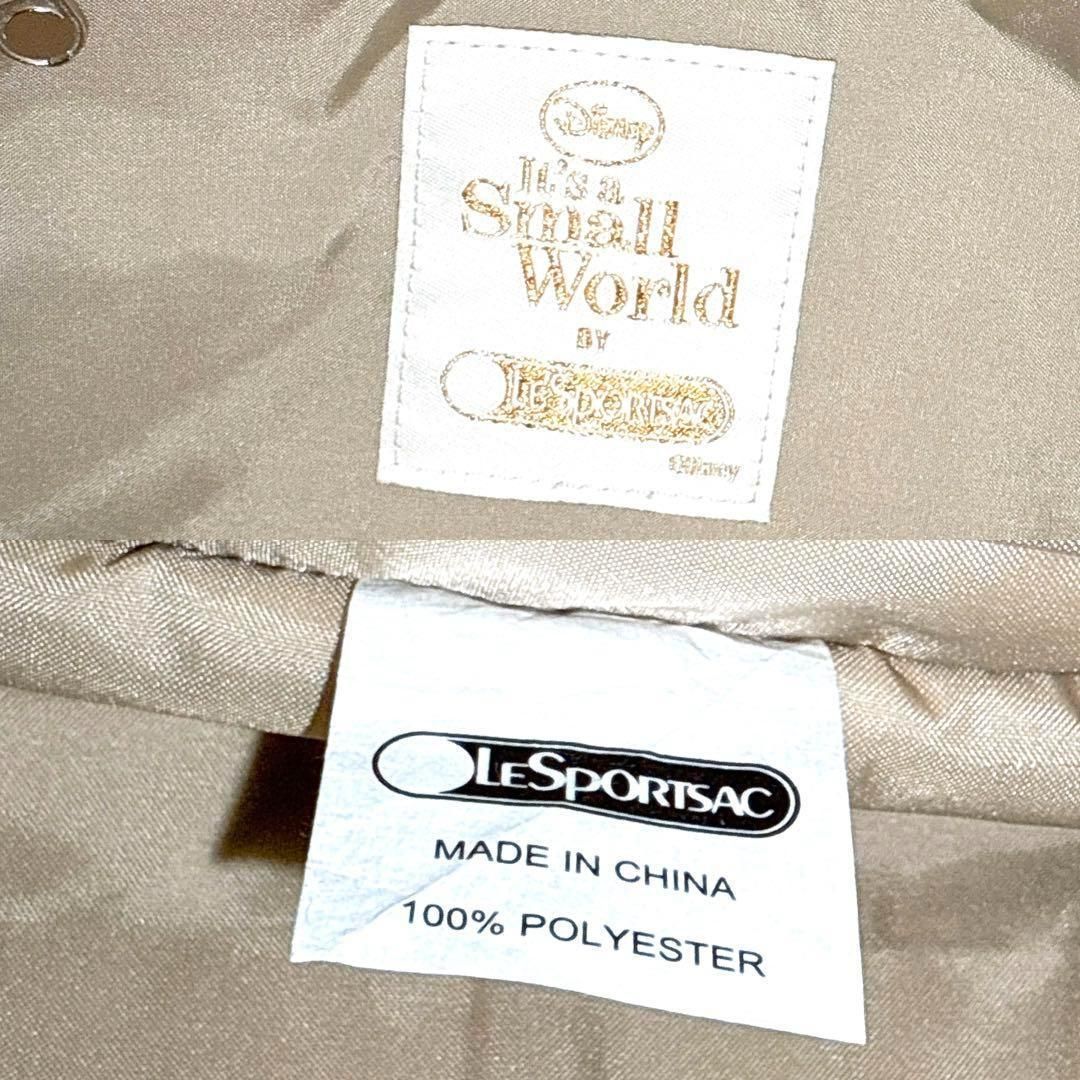 Disney
It's a
Small
World
BY
LESPORTSAC
©Disney
LESPORTSAC
MADE IN CHINA
100% POLYESTER